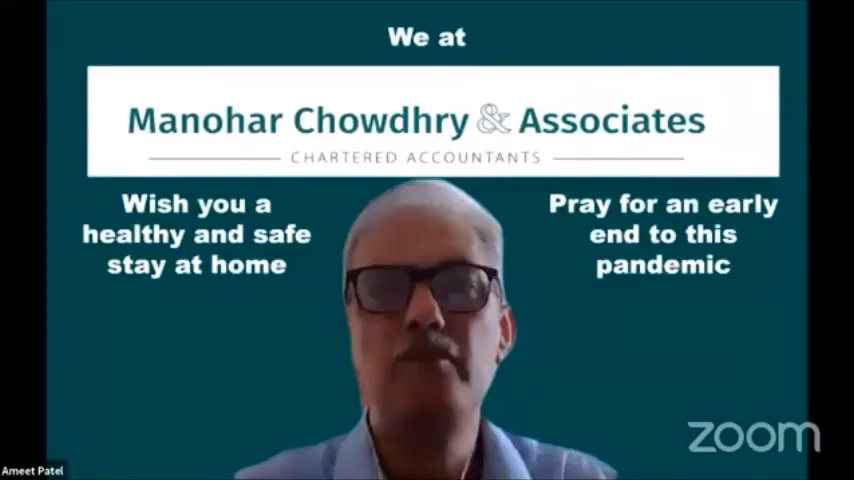 We at
Manohar Chowdhry & Associates
CHARTERED ACCOUNTANTS
Wish you a
healthy and safe
stay at home
Pray for an early
end to this
pandemic
zoom
Ameet Patel